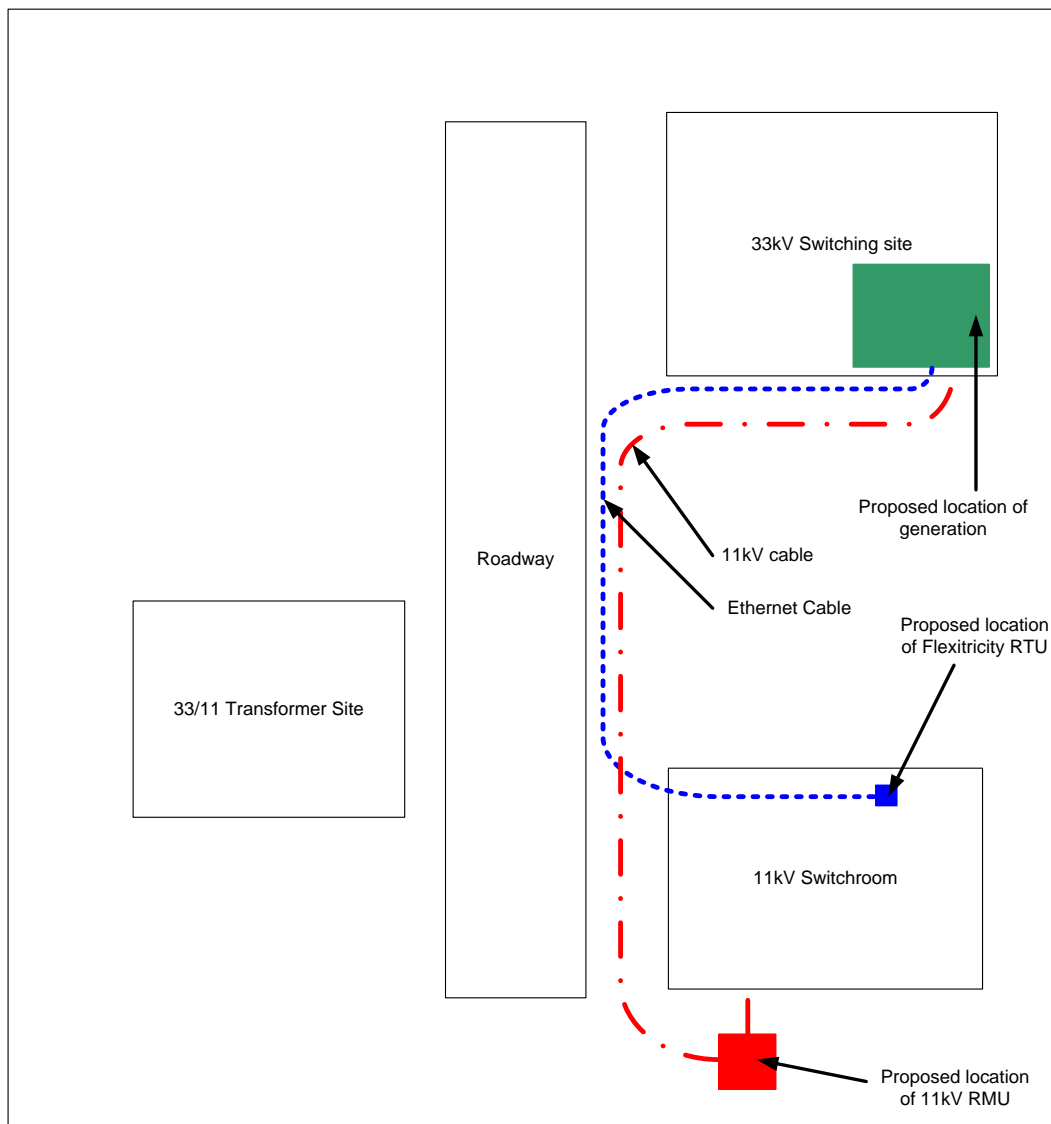 33kV Switching site
Proposed location of
generation
11kV cable
Roadway
Ethernet Cable
Proposed location
of Flexitricity RTU
33/11 Transformer Site
11kV Switchroom
Proposed location
of 11kV RMU